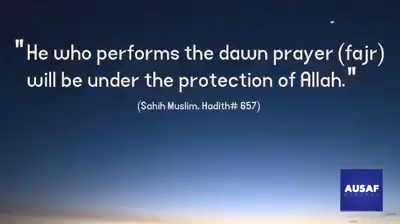 "He who performs the dawn prayer (fajr)
will be under the protection of Allah."
(Sahih Muslim. Hadith# 657)
AUSAF
DIGITAL